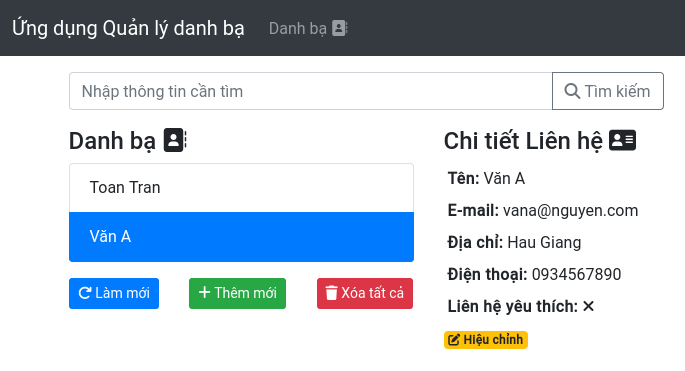 Ứng dụng Quản lý danh bạ Danh bạ
Nhập thông tin cần tìm Tìm kiếm
Danh bạ
Toan Tran
Văn A
Làm mới Thêm mới Xóa tất cả
Chi tiết Liên hệ
Tên: Văn A
E-mail: vana@nguyen.com
Địa chỉ: Hau Giang
Điện thoại: 0934567890
Liên hệ yêu thích:
Hiệu chỉnh